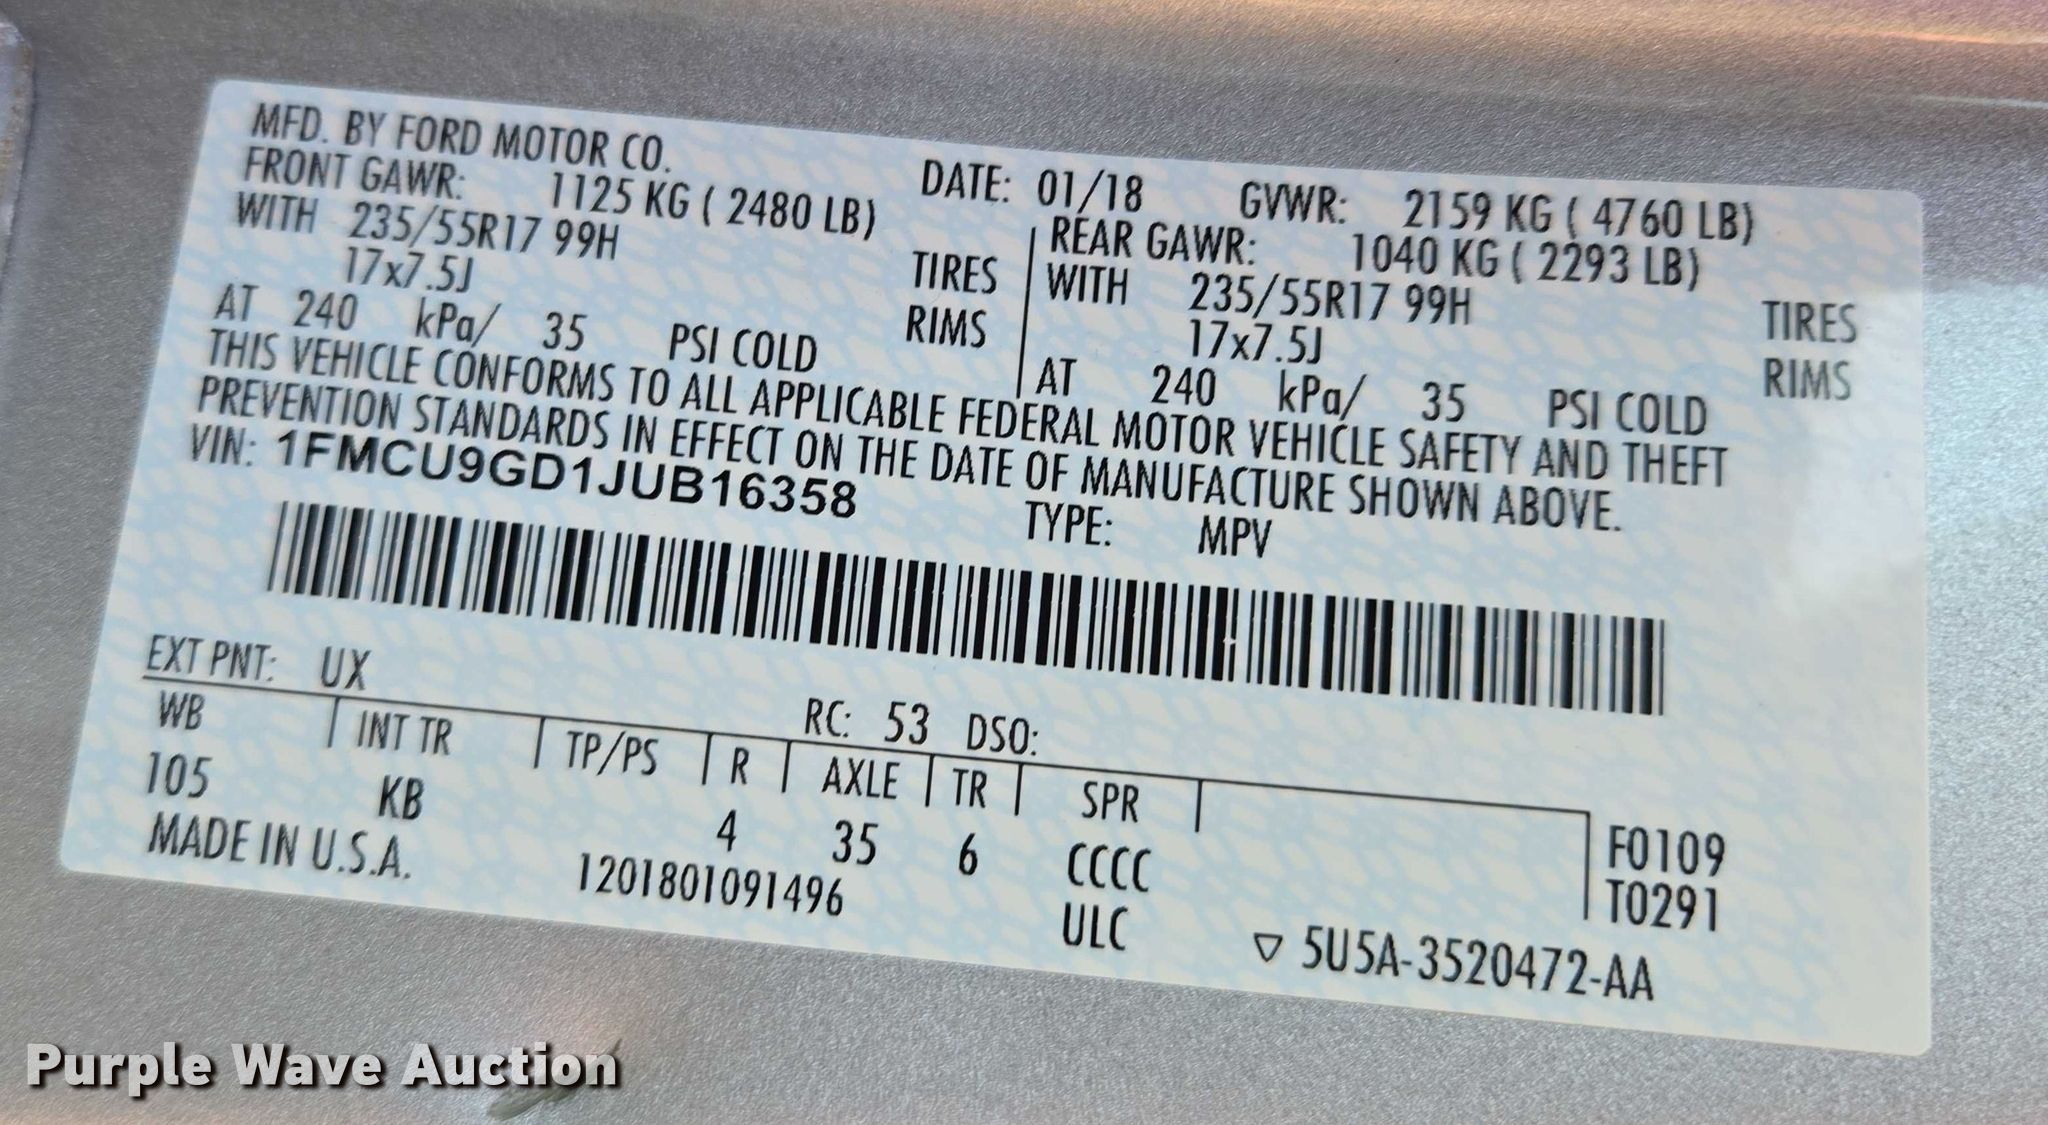 MFD. BY FORD MOTOR CO.
DATE: 01/18 GVWR: 2159 KG ( 4760 LB)
FRONT GAWR: 1125 KG ( 2480 LB)
WITH 235/55R17 99H TIRES
17x7.5J RIMS
AT 240 kPa/ 35 PSI COLD
REAR GAWR: 1040 KG ( 2293 LB)
WITH 235/55R17 99H TIRES
17x7.5J RIMS
AT 240 kPa/ 35 PSI COLD
THIS VEHICLE CONFORMS TO ALL APPLICABLE FEDERAL MOTOR VEHICLE SAFETY AND THEFT
PREVENTION STANDARDS IN EFFECT ON THE DATE OF MANUFACTURE SHOWN ABOVE.
VIN: 1FMCU9GD1JUB16358
TYPE: MPV
EXT PNT: UX RC: 53 DSO:
WB INT TR TP/PS R AXLE TR SPR
105 KB 4 35 6 CCCC
F0109
T0291
MADE IN U.S.A. 1201801091496 ULC
▽ 5U5A-3520472-AA
Purple Wave Auction